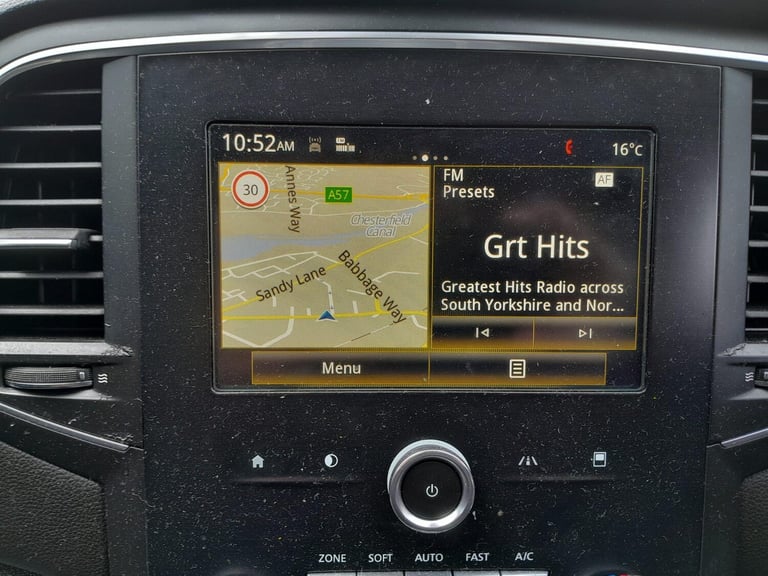 10:52AM
16°C
30
Annes Way
A57
Chesterfield
Canal
Sandy Lane
Babbage Way
FM
Presets
AF
Grt Hits
Greatest Hits Radio across
South Yorkshire and Nor...
Menu
ZONE SOFT AUTO FAST A/C